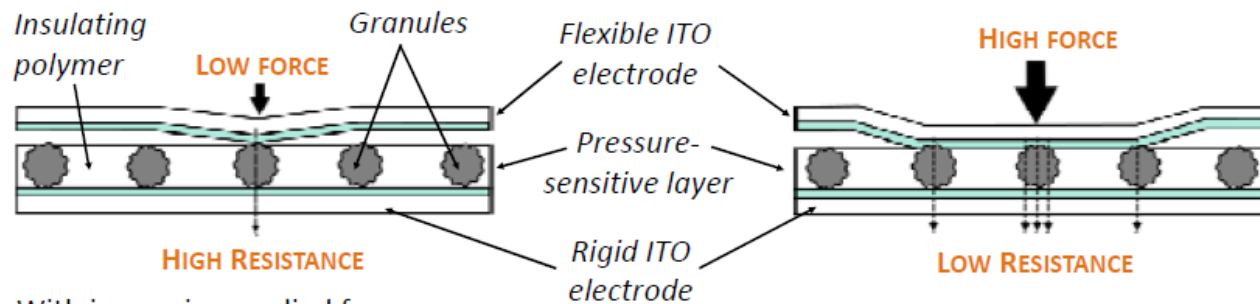 Insulating
polymer
LOW FORCE
Granules
Flexible ITO
electrode
HIGH FORCE
Pressure-
sensitive layer
HIGH RESISTANCE
Rigid ITO
electrode
LOW RESISTANCE